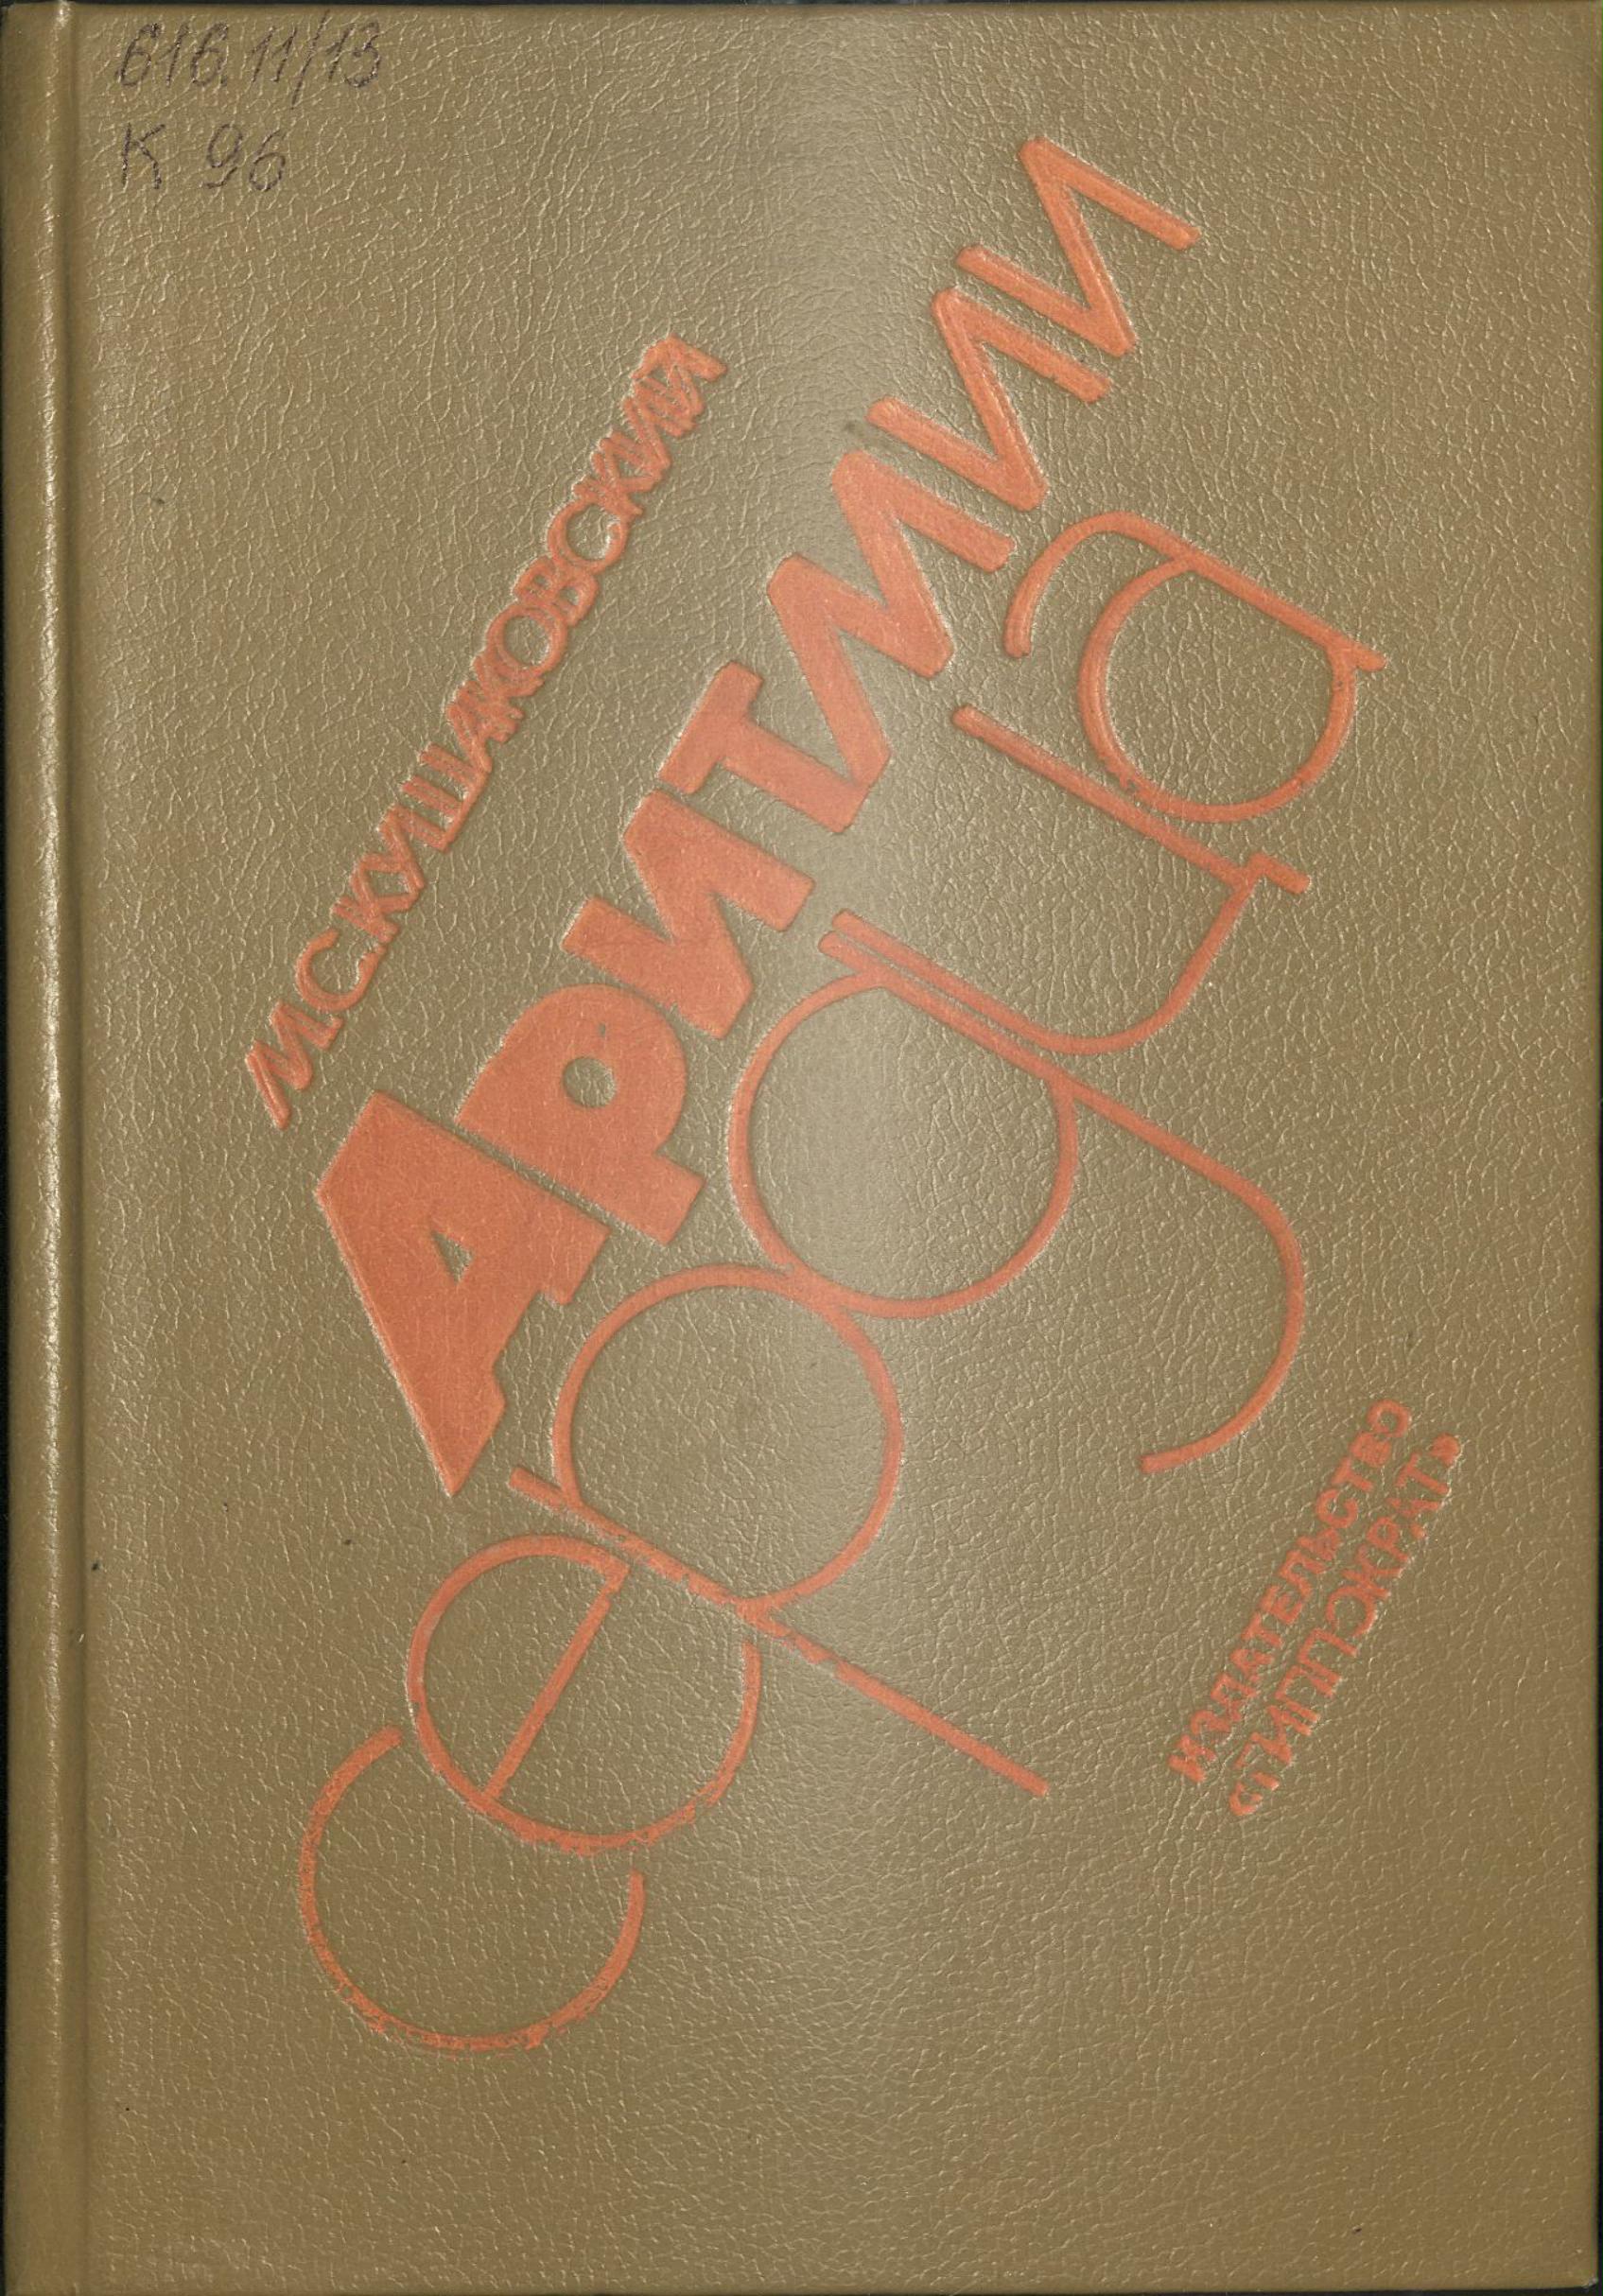 616.11/13
К 96
М.С.КУШАКОВСКИЙ
Аритмии
сердца
ИЗДАТЕЛЬСТВО
«ГИППОКРАТ»